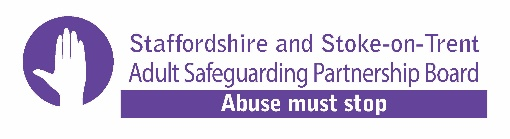 Staffordshire and Stoke-on-Trent
Adult Safeguarding Partnership Board
Abuse must stop